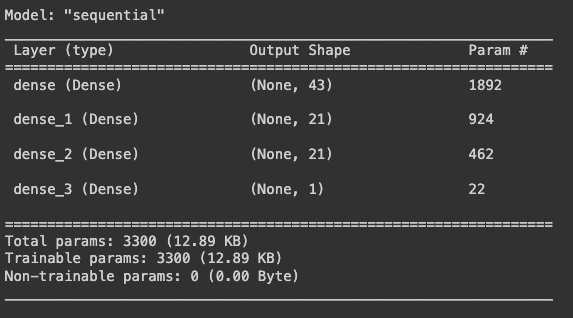 Model: "sequential"
Layer (type) Output Shape Param #
dense (Dense) (None, 43) 1892
dense_1 (Dense) (None, 21) 924
dense_2 (Dense) (None, 21) 462
dense_3 (Dense) (None, 1) 22
Total params: 3300 (12.89 KB)
Trainable params: 3300 (12.89 KB)
Non-trainable params: 0 (0.00 Byte)